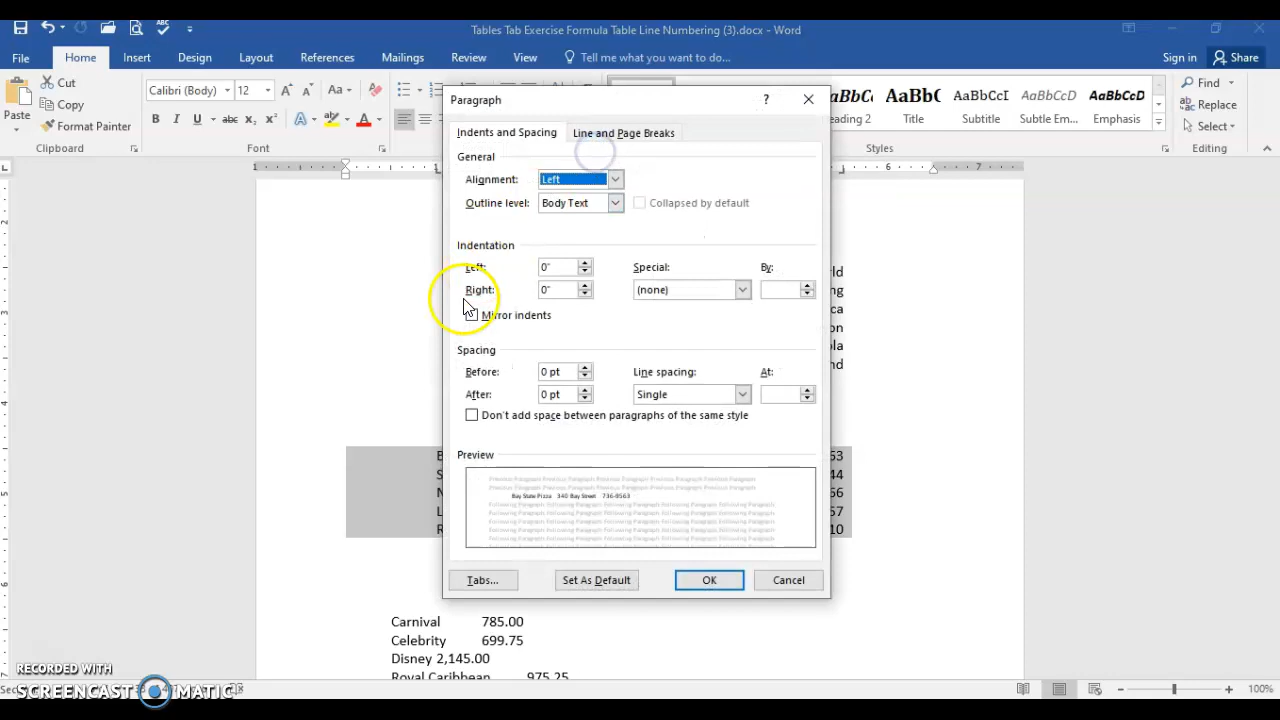 Tables Tab Exercise Formula Table Line Numbering (3).docx - Word
File Home Insert Design Layout References Mailings Review View Tell me what you want to do... Sign in Share
Cut
Copy
Format Painter
Paste
Clipboard
Calibri (Body) 12
Font
Heading 2 Title Subtitle Subtle Em... Emphasis
Styles
Find
Replace
Select
Editing
Paragraph
Indents and Spacing Line and Page Breaks
General
Alignment: Left
Outline level: Body Text Collapsed by default
Indentation
Left: 0" Special: By:
Right: 0" (none)
Mirror indents
Spacing
Before: 0 pt Line spacing: At:
After: 0 pt Single
Don't add space between paragraphs of the same style
Preview
Bay State Pizza 340 Bay Street 736-9563
Tabs... Set As Default OK Cancel
Carnival 785.00
Celebrity 699.75
Disney 2,145.00
Royal Caribbean 975.25
RECORDED WITH
SCREENCAST MATIC
100%